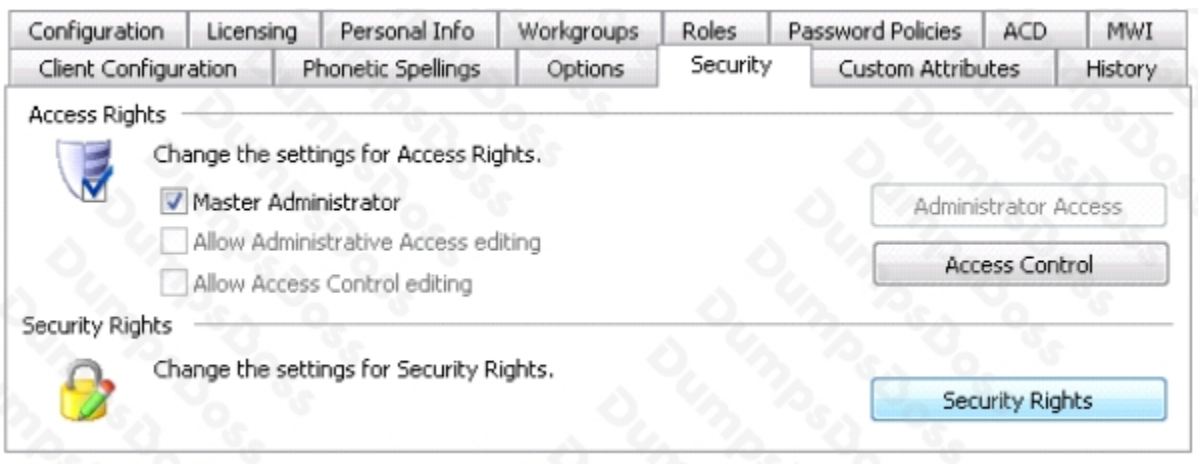 Configuration Licensing Personal Info Workgroups Roles Password Policies ACD MWI
Client Configuration Phonetic Spellings Options Security Custom Attributes History
Access Rights
Change the settings for Access Rights.
Master Administrator
Administrator Access
Allow Administrative Access editing
Access Control
Allow Access Control editing
Security Rights
Change the settings for Security Rights.
Security Rights
DumpsDoss